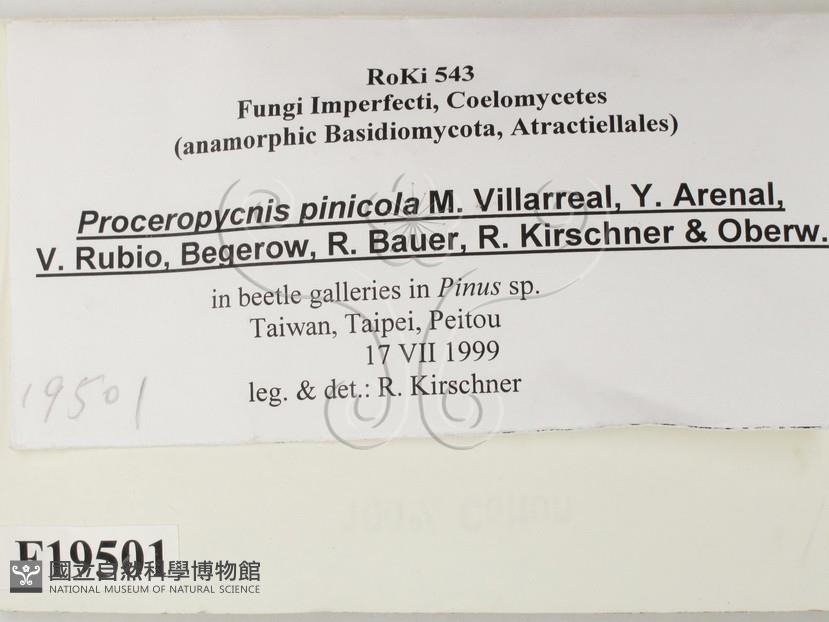 RoKi 543
Fungi Imperfecti, Coelomycetes
(anamorphic Basidiomycota, Atractiellales)
Proceropycnis pinicola M. Villarreal, Y. Arenal,
V. Rubio, Begerow, R. Bauer, R. Kirschner & Oberw.
in beetle galleries in Pinus sp.
Taiwan, Taipei, Peitou
17 VII 1999
leg. & det.: R. Kirschner
19501
100% Cotton
F19501
國立自然科學博物館
NATIONAL MUSEUM OF NATURAL SCIENCE